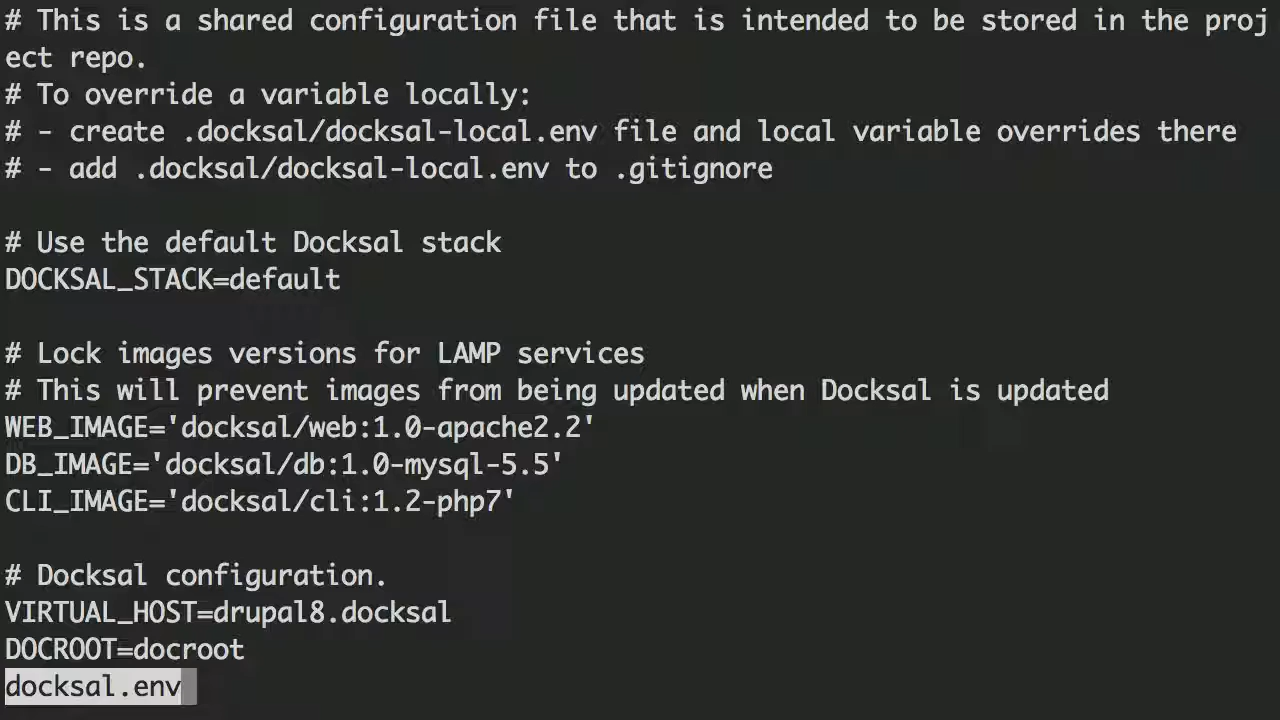 # This is a shared configuration file that is intended to be stored in the proj
ect repo.
# To override a variable locally:
# - create .docksal/docksal-local.env file and local variable overrides there
# - add .docksal/docksal-local.env to .gitignore

# Use the default Docksal stack
DOCKSAL_STACK=default

# Lock images versions for LAMP services
# This will prevent images from being updated when Docksal is updated
WEB_IMAGE='docksal/web:1.0-apache2.2'
DB_IMAGE='docksal/db:1.0-mysql-5.5'
CLI_IMAGE='docksal/cli:1.2-php7'

# Docksal configuration.
VIRTUAL_HOST=drupal8.docksal
DOCROOT=docroot
docksal.env